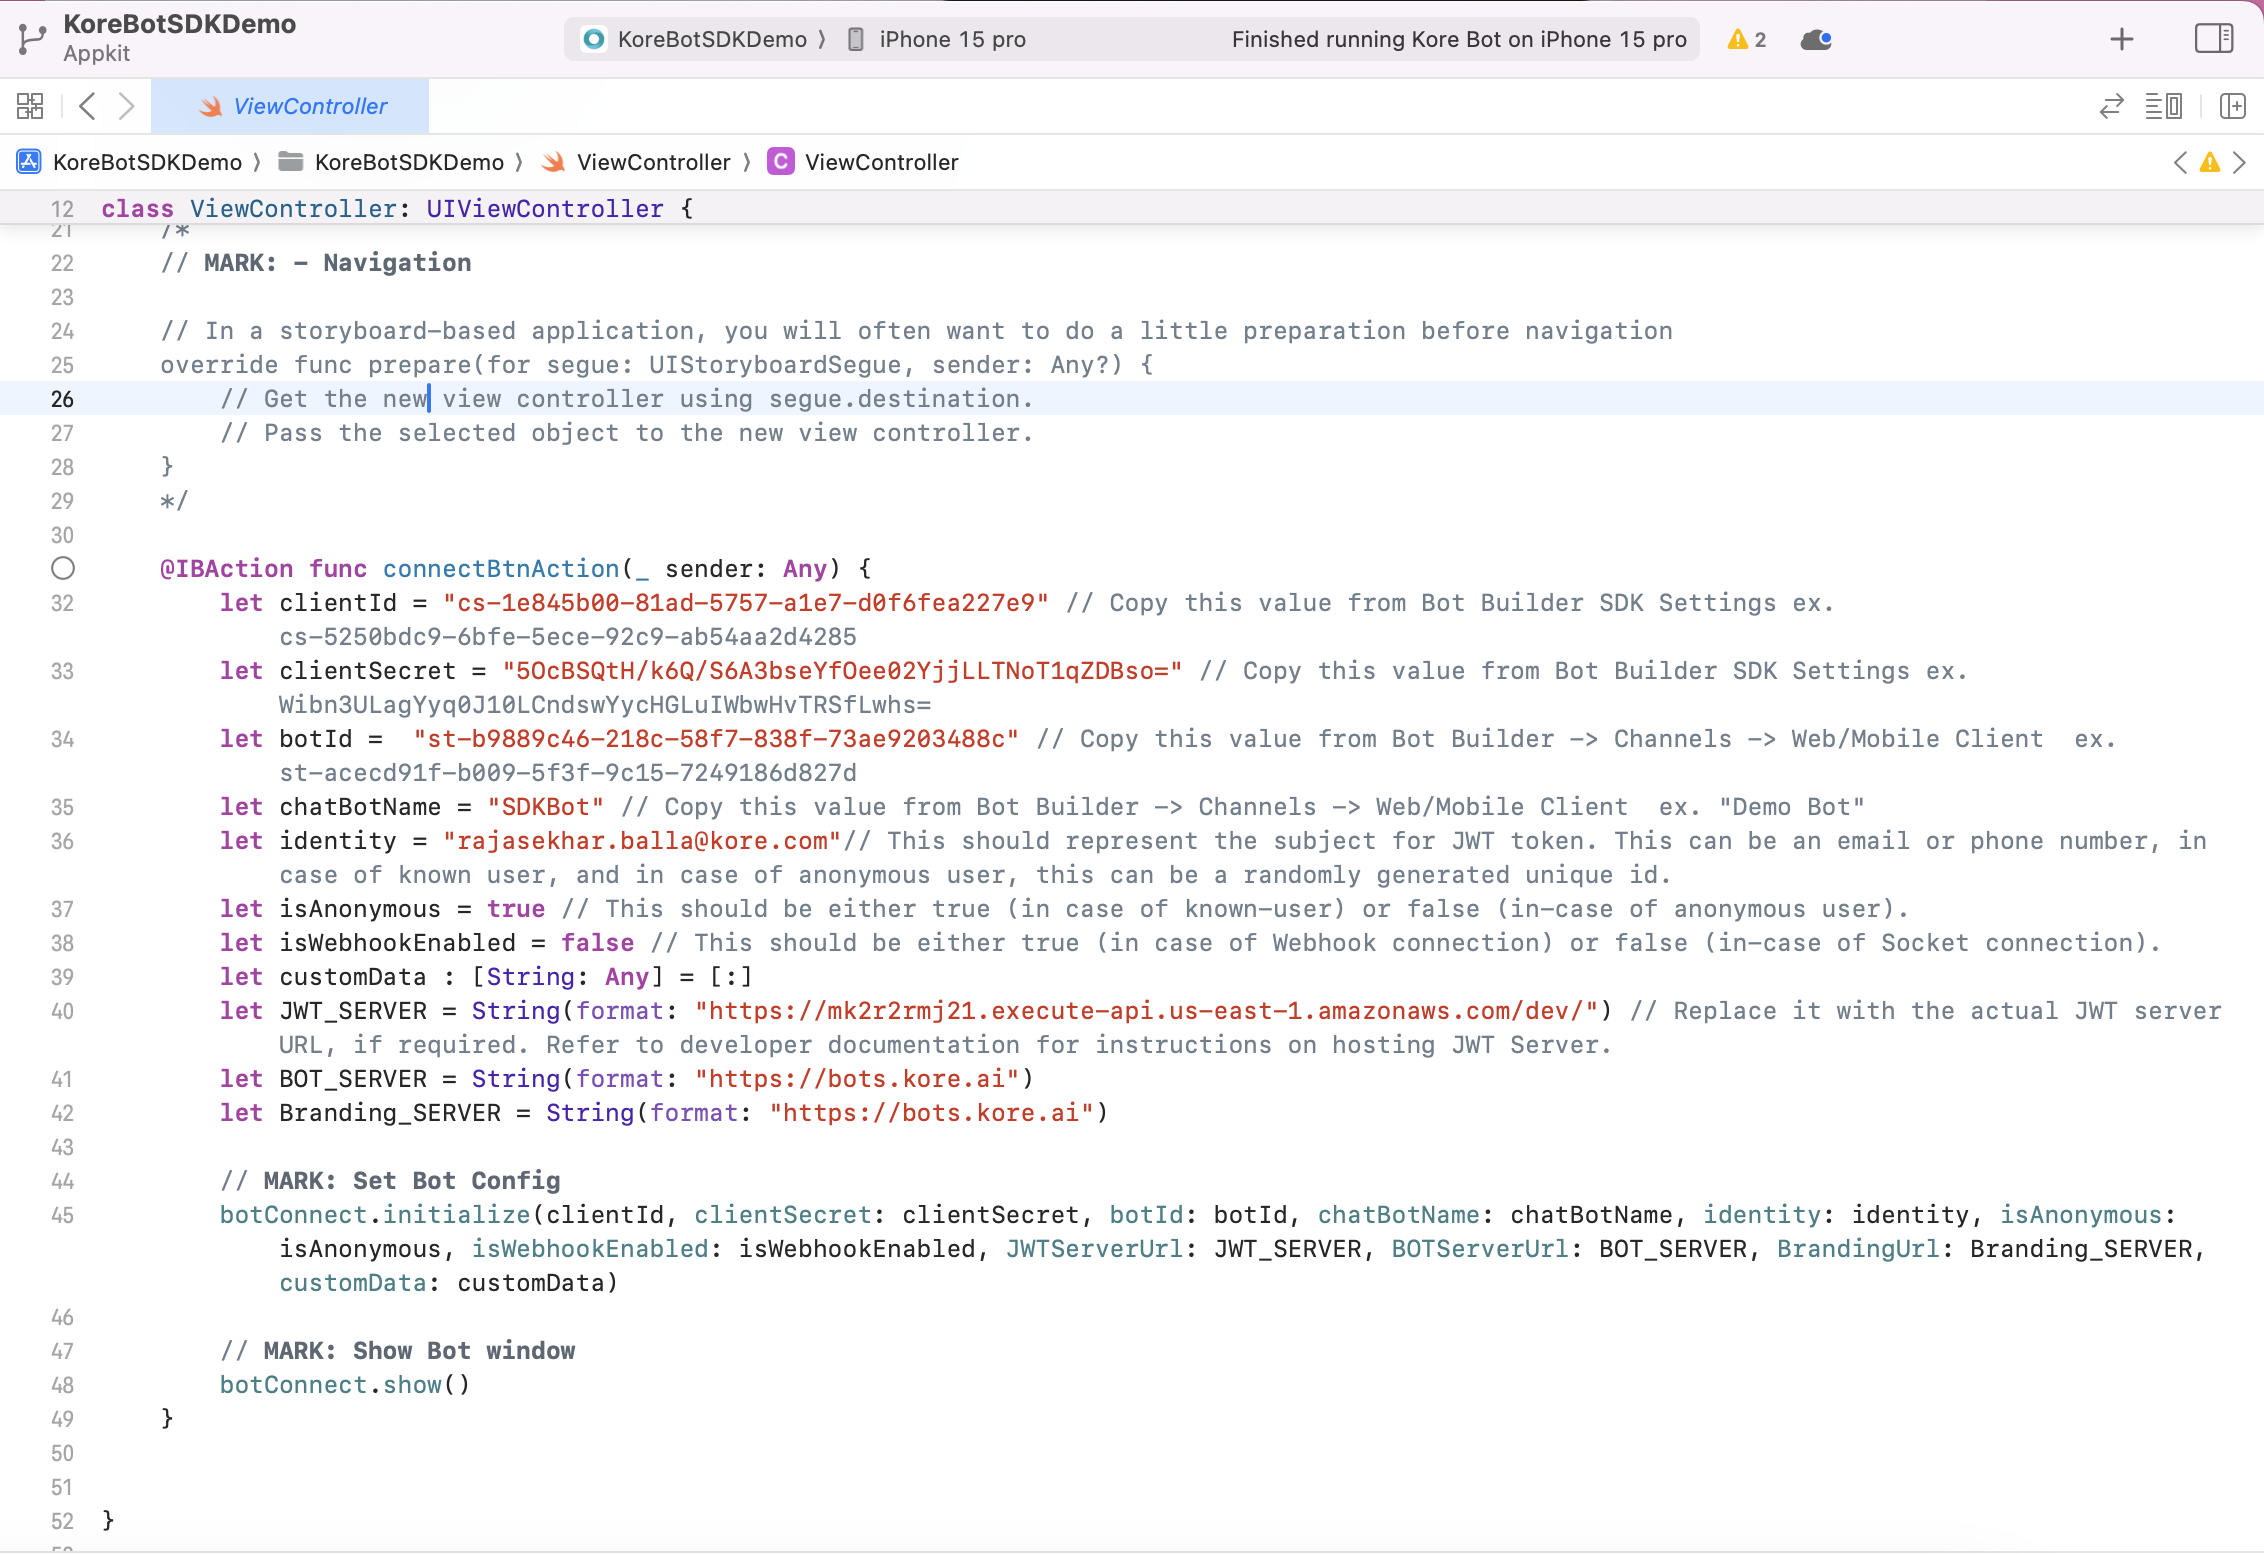 KoreBotSDKDemo
Appkit
KoreBotSDKDemo 〉 iPhone 15 pro
Finished running Kore Bot on iPhone 15 pro
2
ViewController
KoreBotSDKDemo 〉 KoreBotSDKDemo 〉 ViewController 〉 C ViewController
12 class ViewController: UIViewController {
21 /*
22 // MARK: - Navigation
23
24 // In a storyboard-based application, you will often want to do a little preparation before navigation
25 override func prepare(for segue: UIStoryboardSegue, sender: Any?) {
26 // Get the new view controller using segue.destination.
27 // Pass the selected object to the new view controller.
28 }
29 */
30
@IBAction func connectBtnAction(_ sender: Any) {
32 let clientId = "cs-1e845b00-81ad-5757-a1e7-d0f6fea227e9" // Copy this value from Bot Builder SDK Settings ex.
cs-5250bdc9-6bfe-5ece-92c9-ab54aa2d4285
33 let clientSecret = "5OcBSQtH/k6Q/S6A3bseYfOee02YjjLLTNoT1qZDBso=" // Copy this value from Bot Builder SDK Settings ex.
Wibn3ULagYyq0J10LCndswYycHGLuIWbwHvTRSfLwhs=
34 let botId =  "st-b9889c46-218c-58f7-838f-73ae9203488c" // Copy this value from Bot Builder -> Channels -> Web/Mobile Client  ex.
st-acecd91f-b009-5f3f-9c15-7249186d827d
35 let chatBotName = "SDKBot" // Copy this value from Bot Builder -> Channels -> Web/Mobile Client  ex. "Demo Bot"
36 let identity = "rajasekhar.balla@kore.com"// This should represent the subject for JWT token. This can be an email or phone number, in
case of known user, and in case of anonymous user, this can be a randomly generated unique id.
37 let isAnonymous = true // This should be either true (in case of known-user) or false (in-case of anonymous user).
38 let isWebhookEnabled = false // This should be either true (in case of Webhook connection) or false (in-case of Socket connection).
39 let customData : [String: Any] = [:]
40 let JWT_SERVER = String(format: "https://mk2r2rmj21.execute-api.us-east-1.amazonaws.com/dev/") // Replace it with the actual JWT server
URL, if required. Refer to developer documentation for instructions on hosting JWT Server.
41 let BOT_SERVER = String(format: "https://bots.kore.ai")
42 let Branding_SERVER = String(format: "https://bots.kore.ai")
43
44 // MARK: Set Bot Config
45 botConnect.initialize(clientId, clientSecret: clientSecret, botId: botId, chatBotName: chatBotName, identity: identity, isAnonymous:
isAnonymous, isWebhookEnabled: isWebhookEnabled, JWTServerUrl: JWT_SERVER, BOTServerUrl: BOT_SERVER, BrandingUrl: Branding_SERVER,
customData: customData)
46
47 // MARK: Show Bot window
48 botConnect.show()
49 }
50
51
52 }